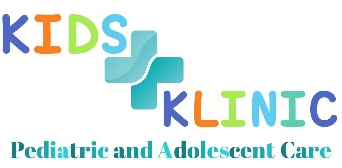 KIDS
KLINIC
Pediatric and Adolescent Care